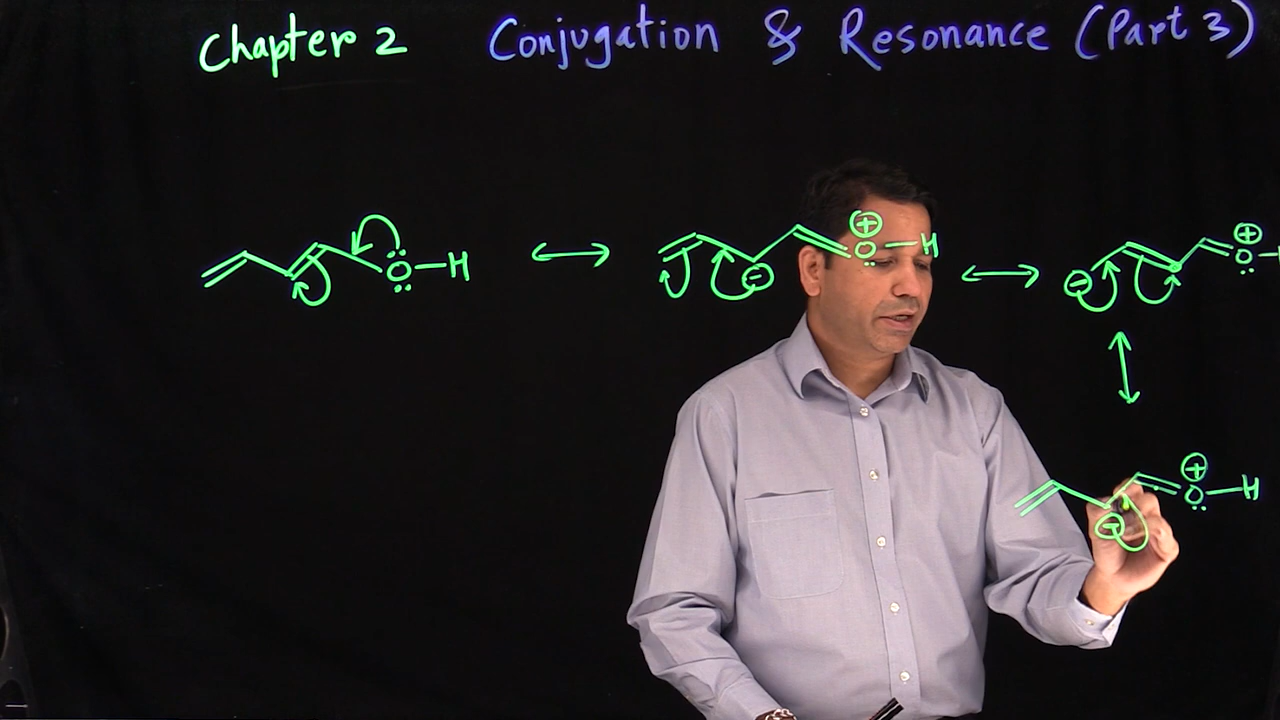 Chapter 2 Conjugation & Resonance (Part 3)
O-H ⊕ O-H ⊕ O
⊖ ⊖
⊕ O-H
⊖